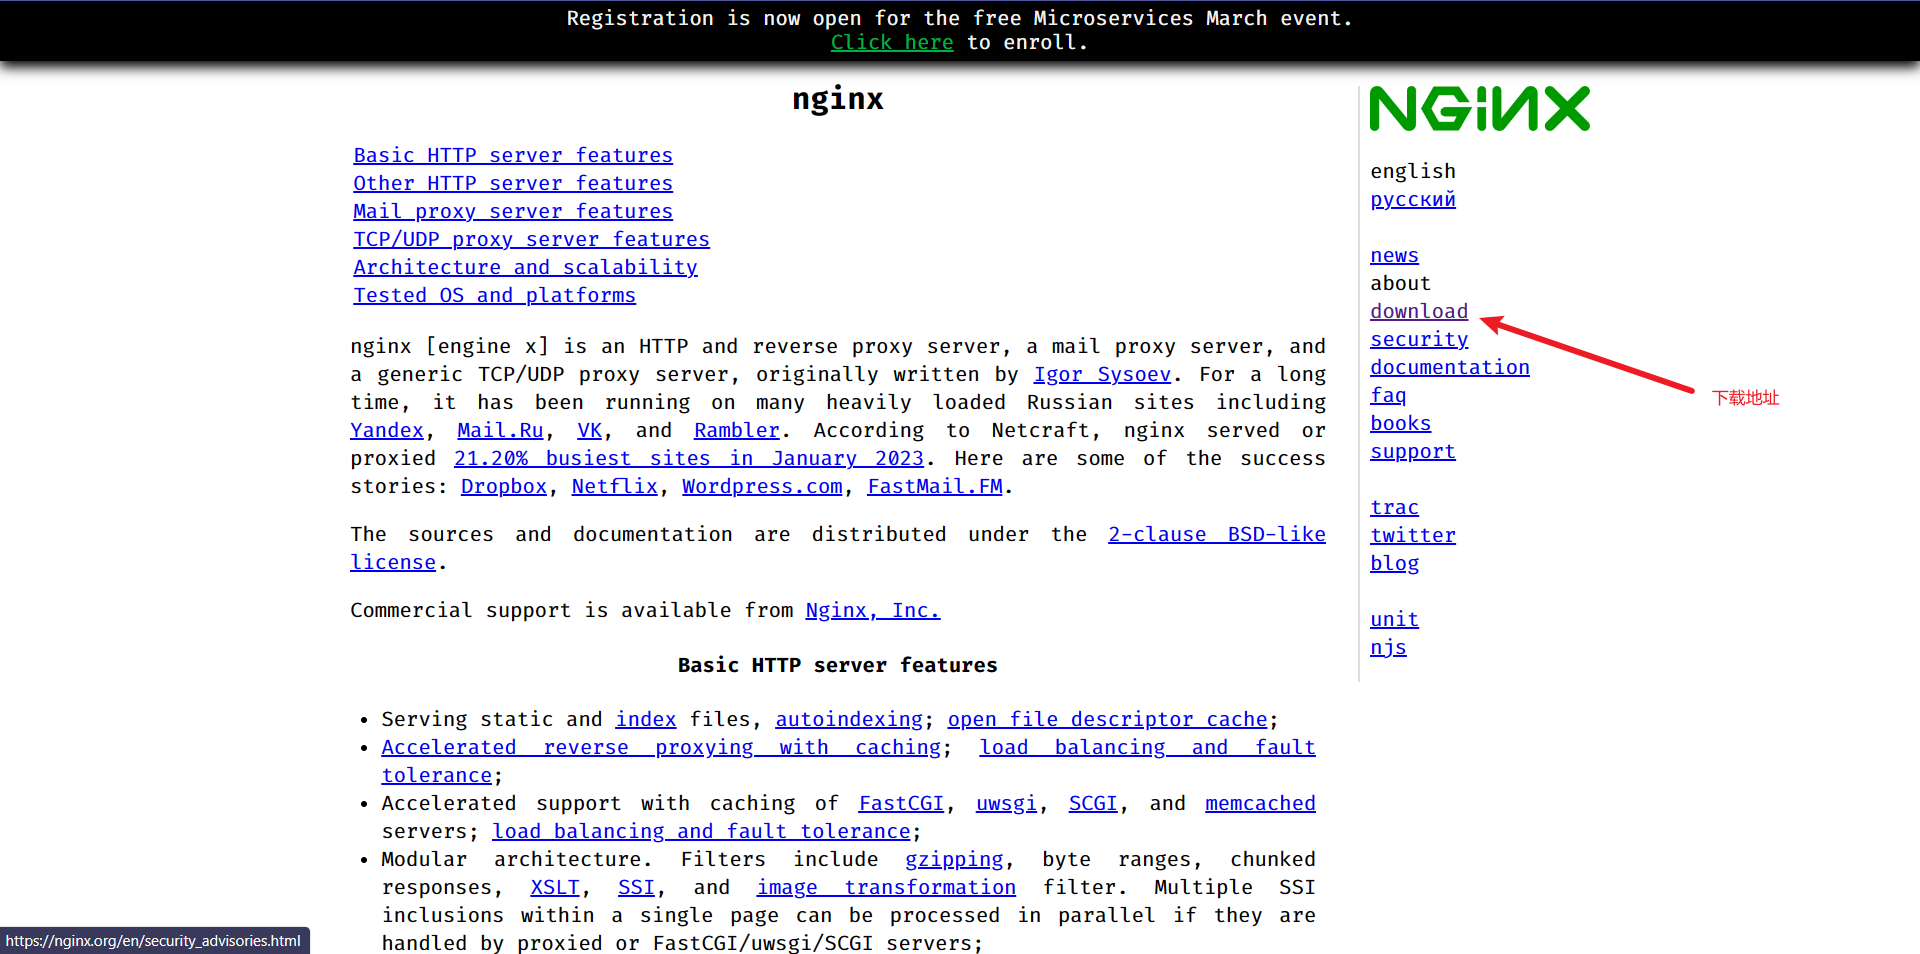 Registration is now open for the free Microservices March event.
Click here to enroll.
nginx
Basic HTTP server features
Other HTTP server features
Mail proxy server features
TCP/UDP proxy server features
Architecture and scalability
Tested OS and platforms
nginx [engine x] is an HTTP and reverse proxy server, a mail proxy server, and
a generic TCP/UDP proxy server, originally written by Igor Sysoev. For a long
time, it has been running on many heavily loaded Russian sites including
Yandex, Mail.Ru, VK, and Rambler. According to Netcraft, nginx served or
proxied 21.20% busiest sites in January 2023. Here are some of the success
stories: Dropbox, Netflix, Wordpress.com, FastMail.FM.
The sources and documentation are distributed under the 2-clause BSD-like
license.
Commercial support is available from Nginx, Inc.
Basic HTTP server features
• Serving static and index files, autoindexing; open file descriptor cache;
• Accelerated reverse proxying with caching; load balancing and fault
tolerance;
• Accelerated support with caching of FastCGI, uwsgi, SCGI, and memcached
servers; load balancing and fault tolerance;
• Modular architecture. Filters include gzipping, byte ranges, chunked
responses, XSLT, SSI, and image transformation filter. Multiple SSI
inclusions within a single page can be processed in parallel if they are
handled by proxied or FastCGI/uwsgi/SCGI servers;
NGINX
english
русский
news
about
download
security
documentation
faq
books
support
trac
twitter
blog
unit
njs
下载地址
https://nginx.org/en/security_advisories.html